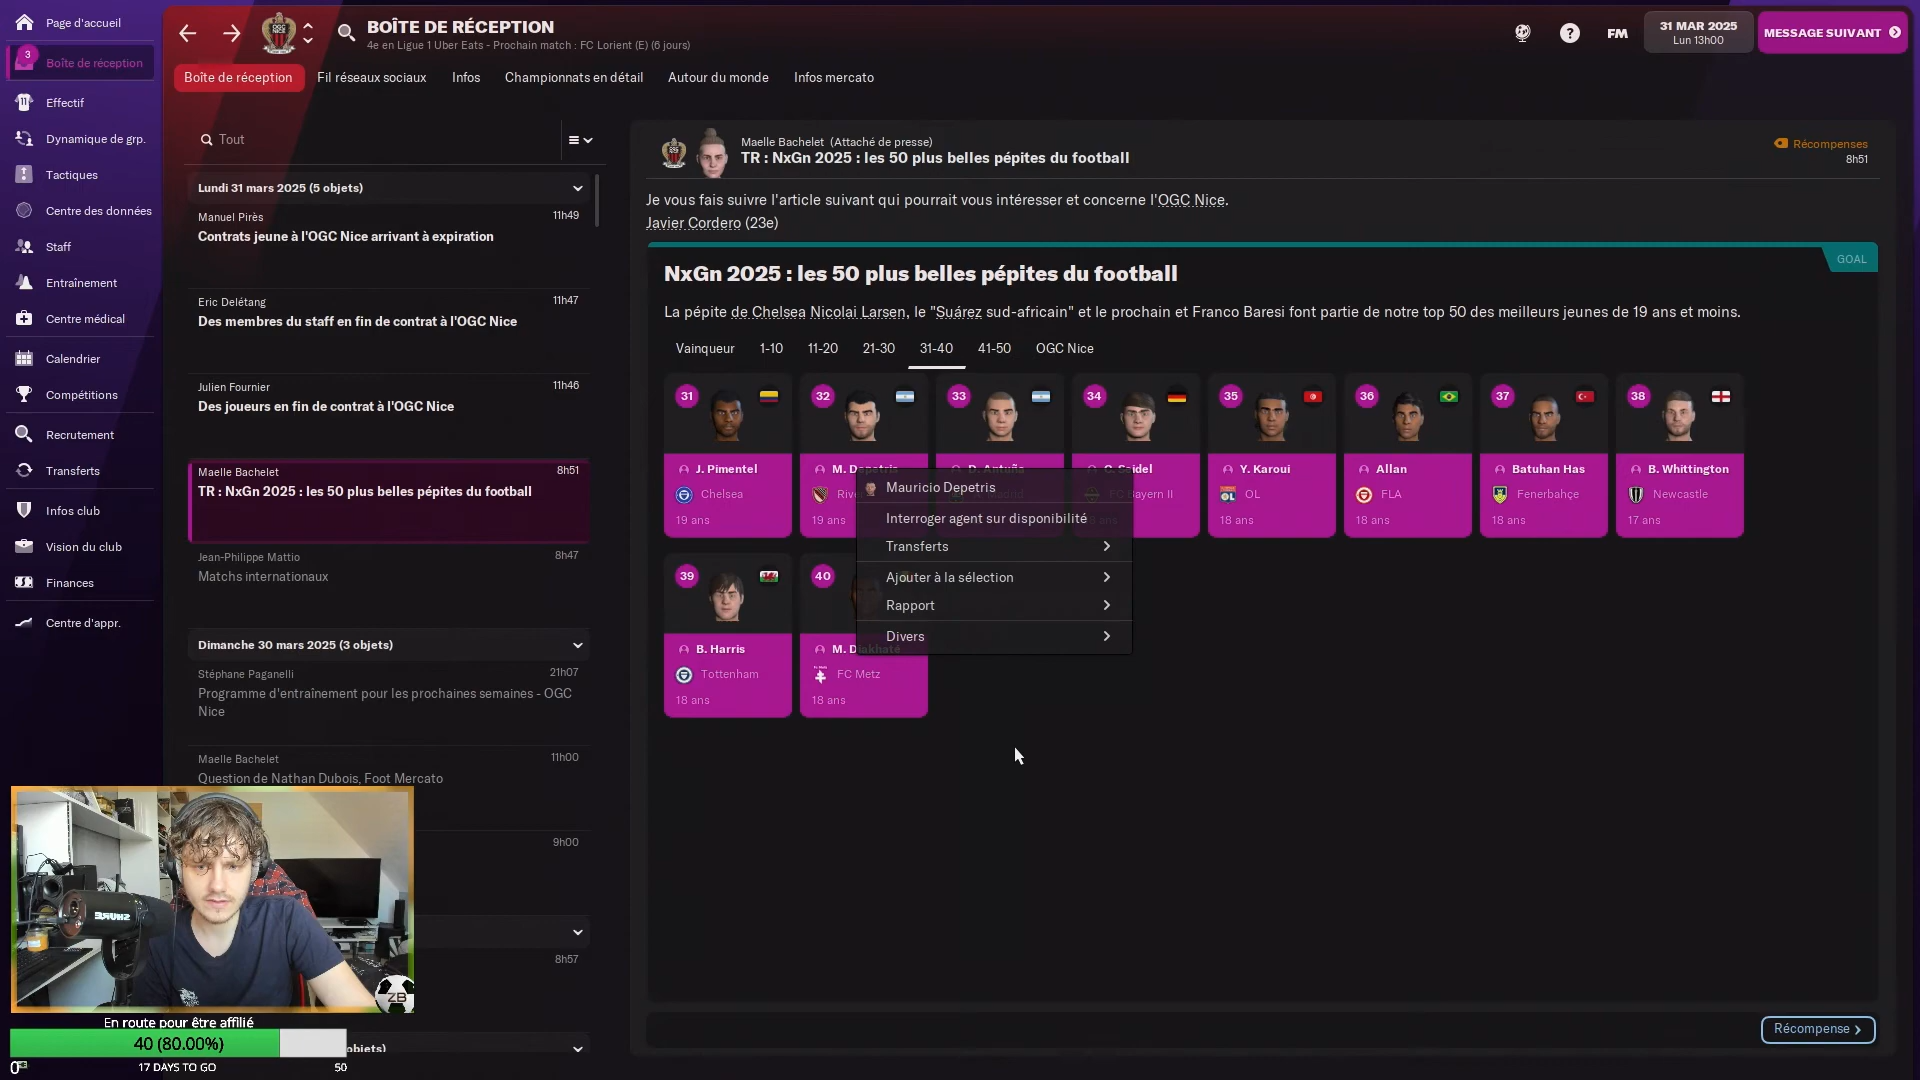 Page d'accueil
3
Boîte de réception
Effectif
Dynamique de grp.
Tactiques
Centre des données
Staff
Entraînement
Centre médical
Calendrier
Compétitions
Recrutement
Transferts
Infos club
Vision du club
Finances
Centre d'appr.
BOÎTE DE RÉCEPTION
4e en Ligue 1 Uber Eats - Prochain match : FC Lorient (E) (6 jours)
FM
31 MAR 2025
Lun 13h00
MESSAGE SUIVANT
Boîte de réception
Fil réseaux sociaux
Infos
Championnats en détail
Autour du monde
Infos mercato
Tout
Lundi 31 mars 2025 (5 objets)
Manuel Pirès 11h49
Contrats jeune à l'OGC Nice arrivant à expiration
Eric Delétang 11h47
Des membres du staff en fin de contrat à l'OGC Nice
Julien Fournier 11h46
Des joueurs en fin de contrat à l'OGC Nice
Maelle Bachelet 8h51
TR : NxGn 2025 : les 50 plus belles pépites du football
Jean-Philippe Mattio 8h47
Matchs internationaux
Dimanche 30 mars 2025 (3 objets)
Stéphane Paganelli 21h07
Programme d'entraînement pour les prochaines semaines - OGC
Nice
Maelle Bachelet 11h00
Question de Nathan Dubois, Foot Mercato
9h00
8h57
objets)
Maelle Bachelet (Attaché de presse)
TR : NxGn 2025 : les 50 plus belles pépites du football
Récompenses
8h51
Je vous fais suivre l'article suivant qui pourrait vous intéresser et concerne l'OGC Nice.
Javier Cordero (23e)
GOAL
NxGn 2025 : les 50 plus belles pépites du football
La pépite de Chelsea Nicolai Larsen, le "Suárez sud-africain" et le prochain et Franco Baresi font partie de notre top 50 des meilleurs jeunes de 19 ans et moins.
Vainqueur 1-10 11-20 21-30 31-40 41-50 OGC Nice
31 32 33 34 35 36 37 38
J. Pimentel M. Depetris D. Antuña C. Seidel Y. Karoui Allan Batuhan Has B. Whittington
Chelsea FC Bayern II OL FLA Fenerbahçe Newcastle
19 ans 19 ans 18 ans 18 ans 18 ans 17 ans
Mauricio Depetris
Interroger agent sur disponibilité
Transferts
Ajouter à la sélection
Rapport
Divers
39 40
B. Harris M. Diakhaté
Tottenham FC Metz
18 ans 18 ans
Récompense
SHURE
ZB
En route pour être affilié
40 (80.00%)
0 17 DAYS TO GO 50